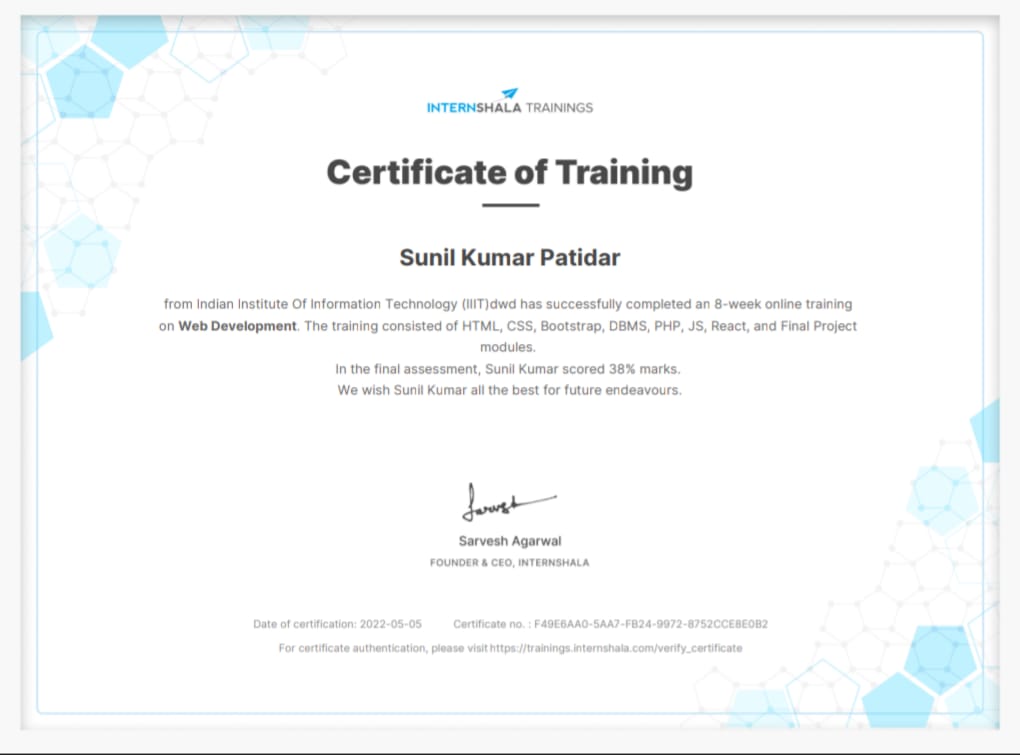 INTERNSHALA TRAININGS
Certificate of Training
Sunil Kumar Patidar
from Indian Institute Of Information Technology (IIIT)dwd has successfully completed an 8-week online training
on Web Development. The training consisted of HTML, CSS, Bootstrap, DBMS, PHP, JS, React, and Final Project
modules.
In the final assessment, Sunil Kumar scored 38% marks.
We wish Sunil Kumar all the best for future endeavours.
Sarvesh Agarwal
FOUNDER & CEO, INTERNSHALA
Date of certification: 2022-05-05 Certificate no. : F49E6AA0-5AA7-FB24-9972-8752CCE8E0B2
For certificate authentication, please visit https://trainings.internshala.com/verify_certificate